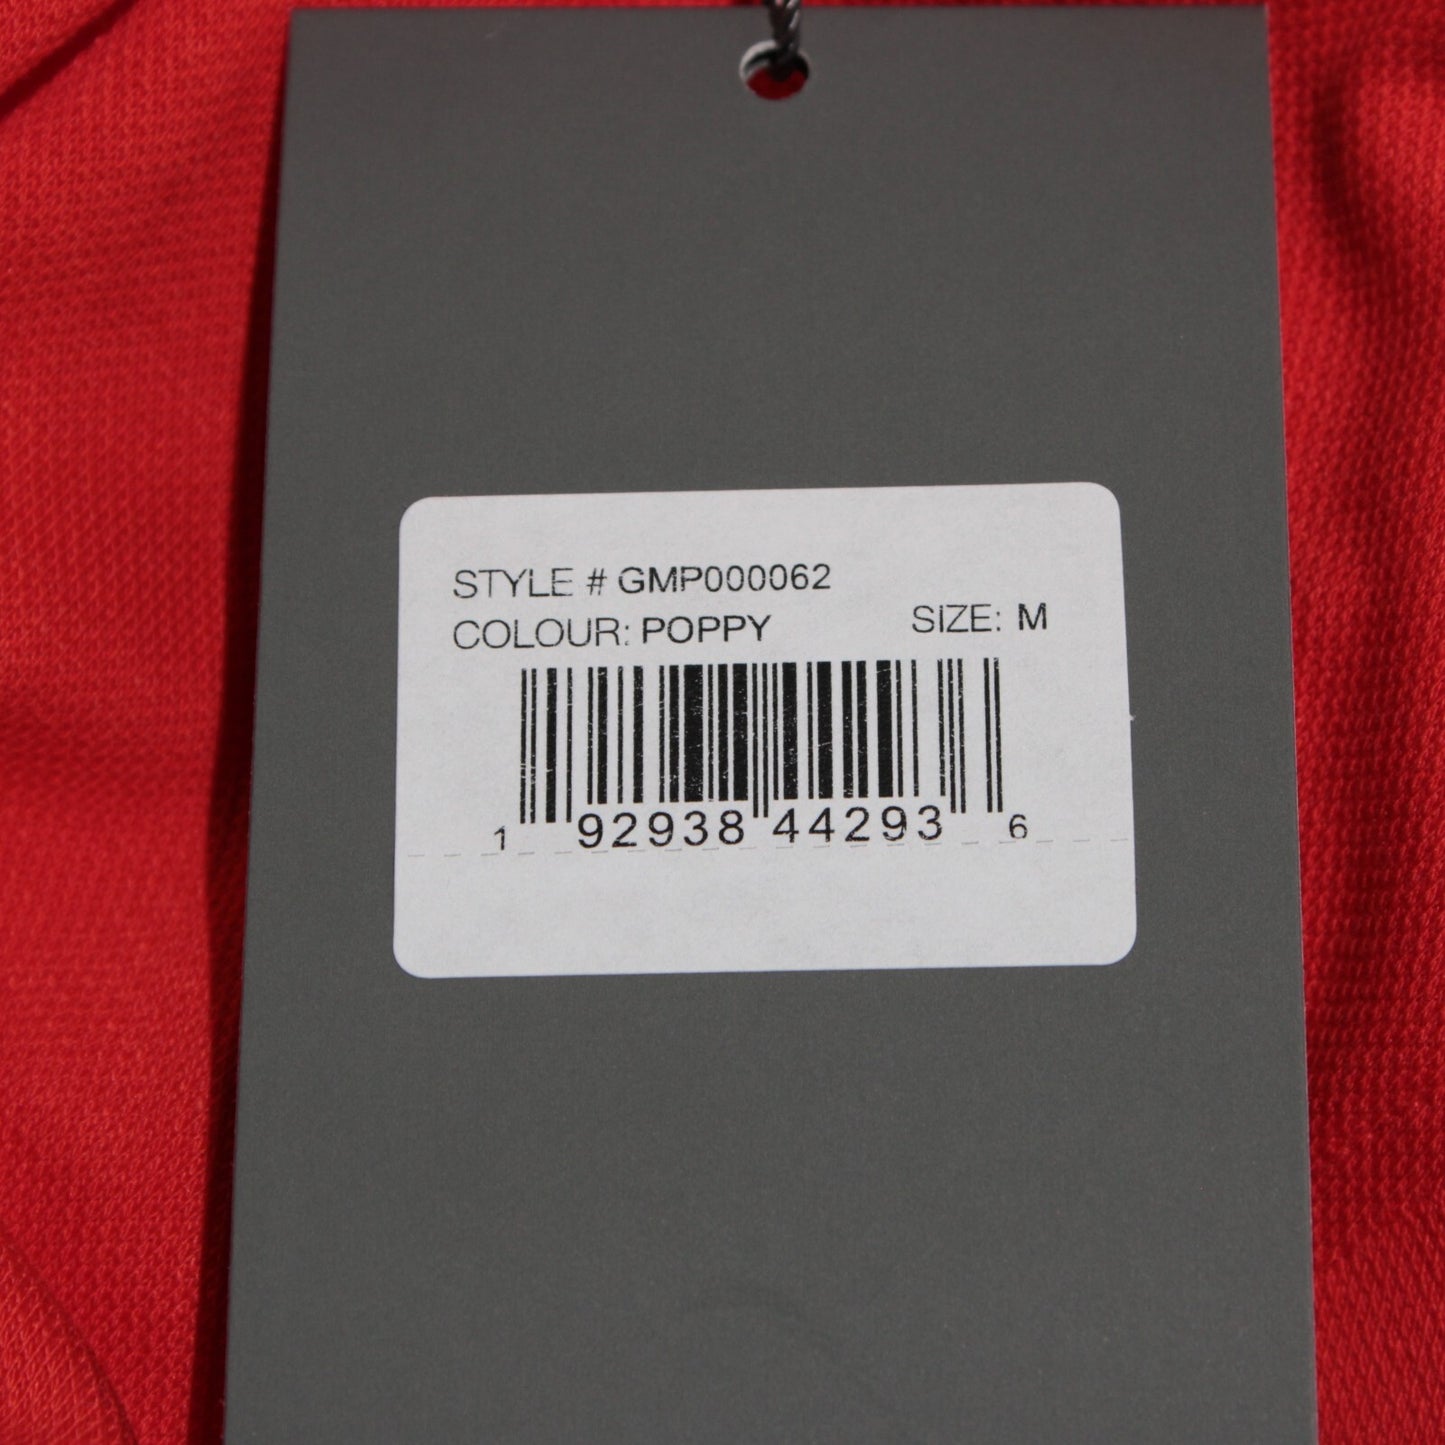 STYLE # GMP000062
COLOUR: POPPY SIZE: M
1 92938 44293 6